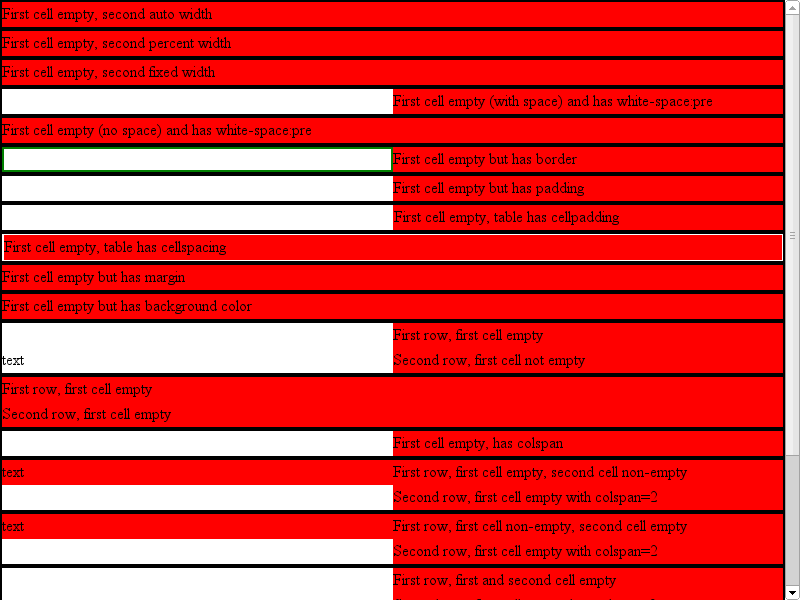 First cell empty, second auto width
First cell empty, second percent width
First cell empty, second fixed width
First cell empty (with space) and has white-space:pre
First cell empty (no space) and has white-space:pre
First cell empty but has border
First cell empty but has padding
First cell empty, table has cellpadding
First cell empty, table has cellspacing
First cell empty but has margin
First cell empty but has background color
First row, first cell empty
text Second row, first cell not empty
First row, first cell empty
Second row, first cell empty
First cell empty, has colspan
text First row, first cell empty, second cell non-empty
Second row, first cell empty with colspan=2
text First row, first cell non-empty, second cell empty
Second row, first cell empty with colspan=2
First row, first and second cell empty